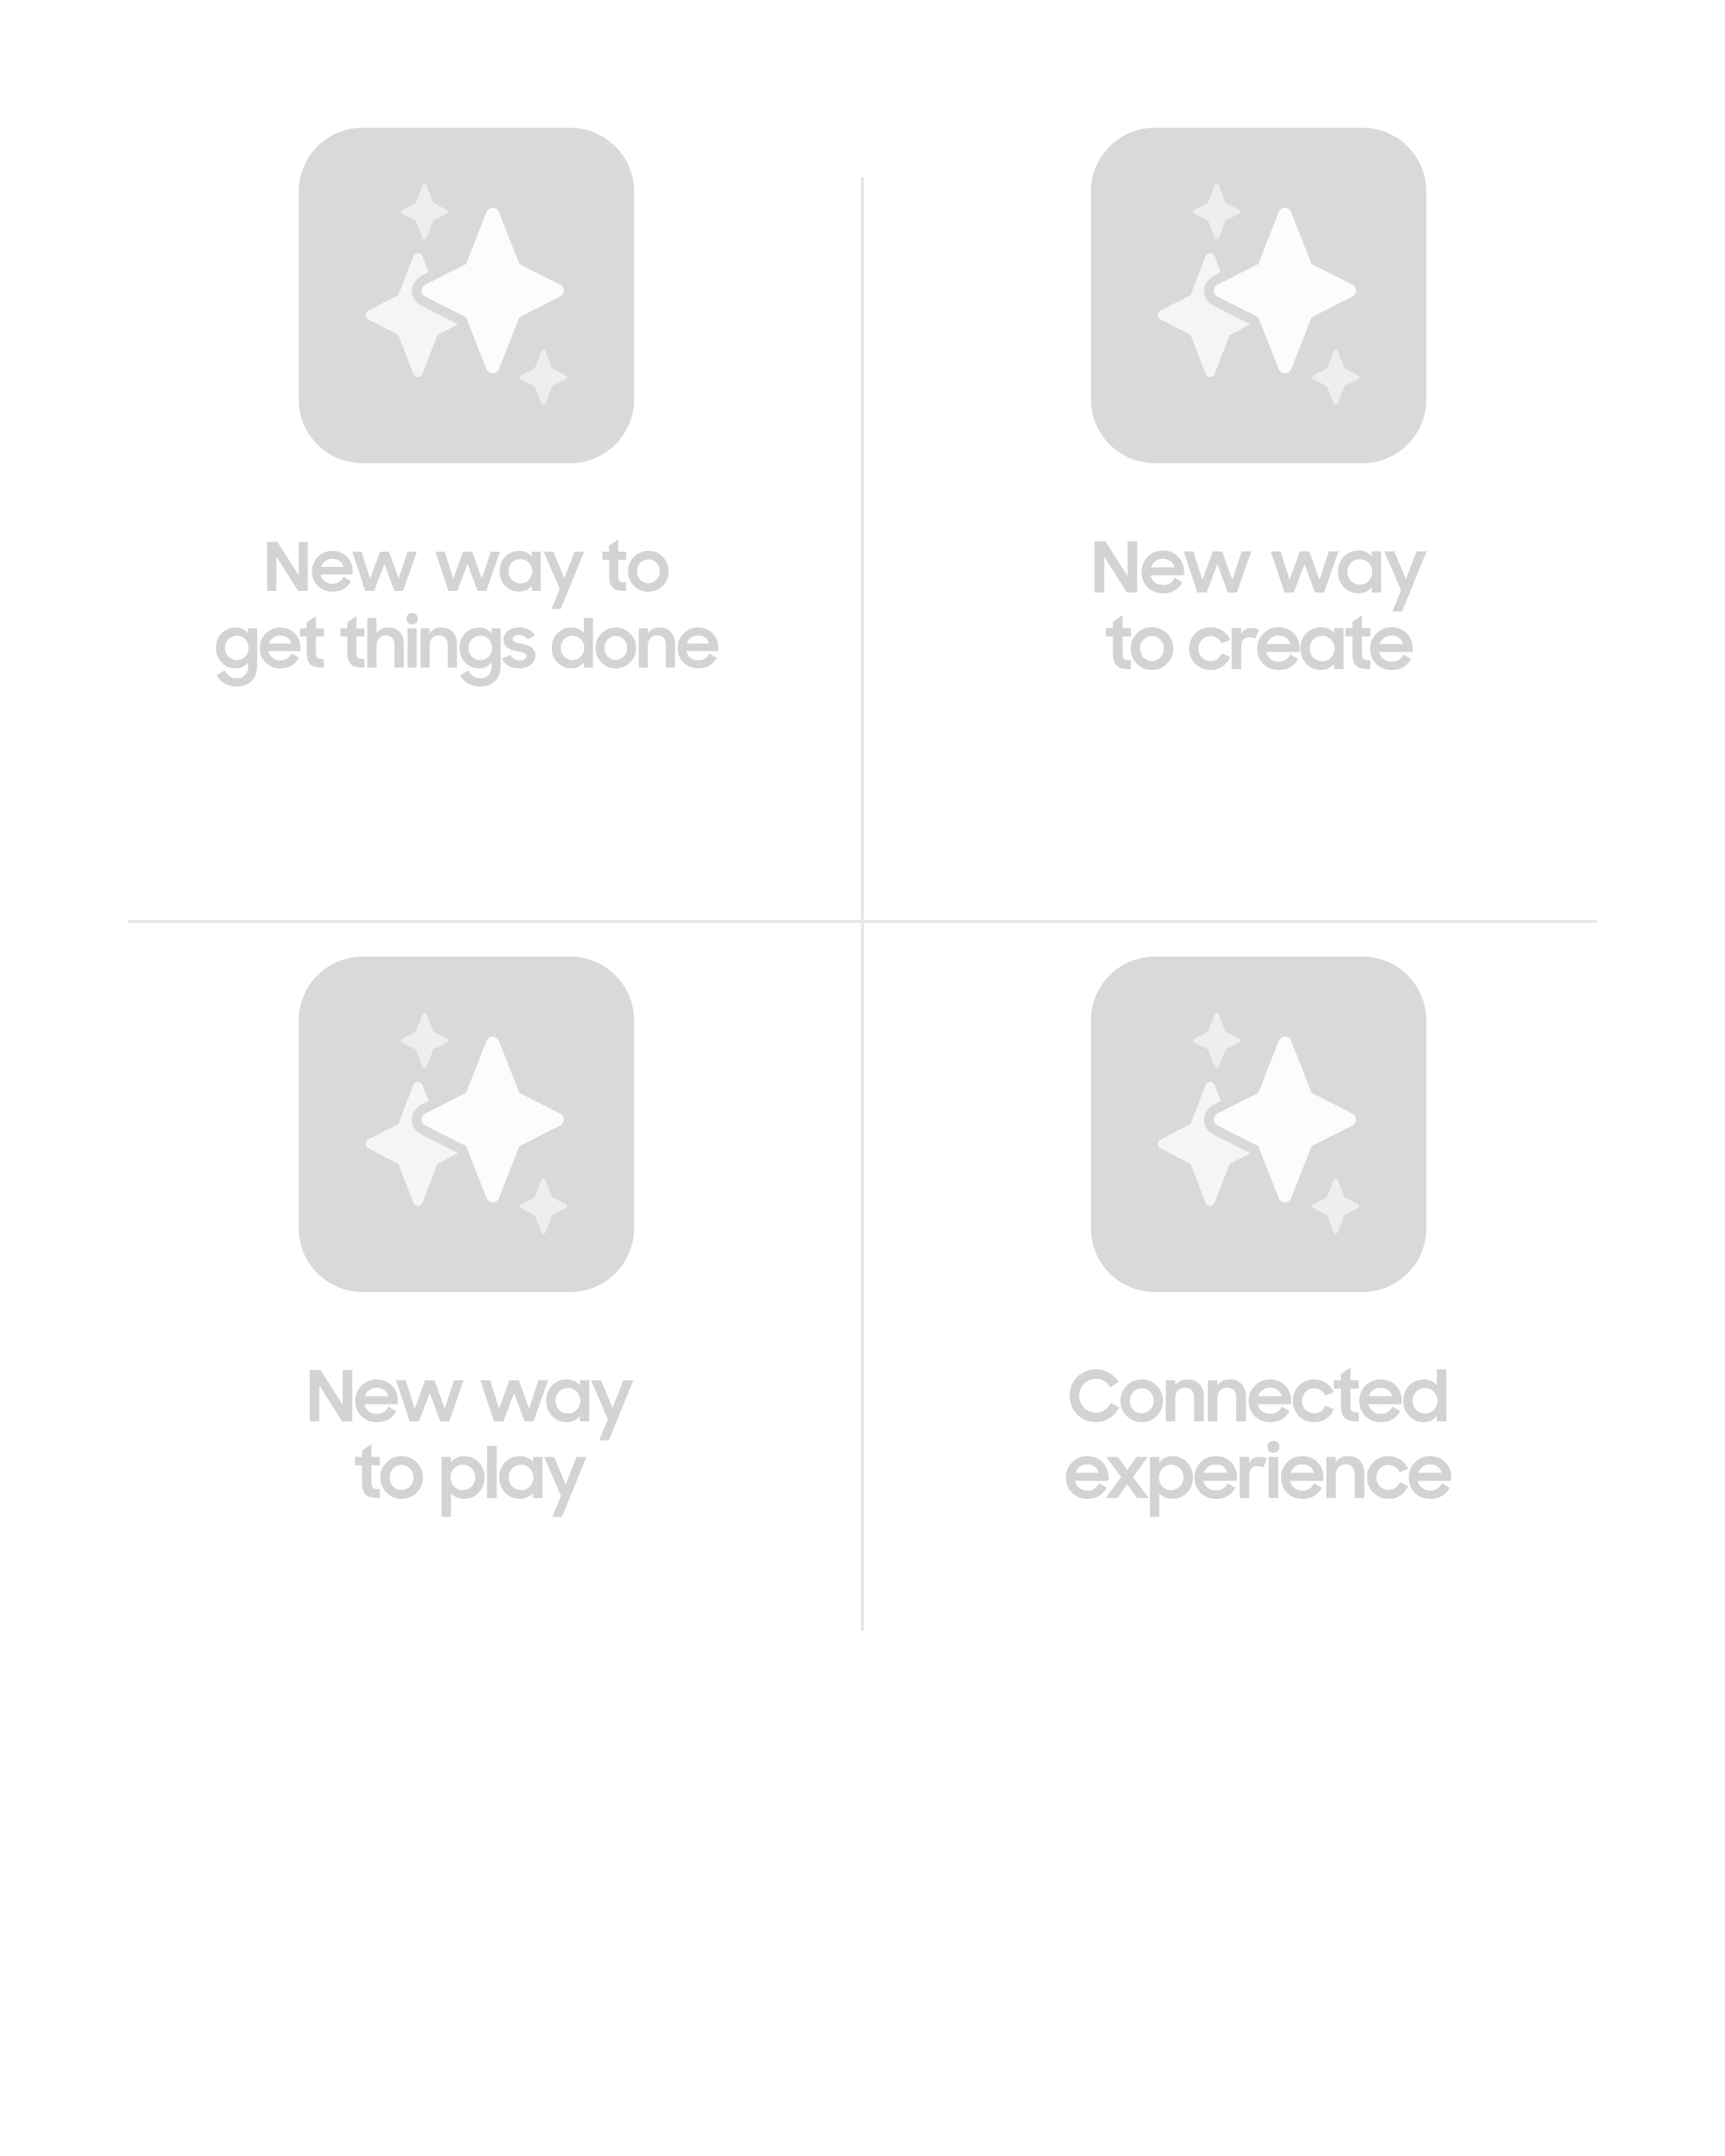 New way to
get things done
New way
to create
New way
to play
Connected
experience